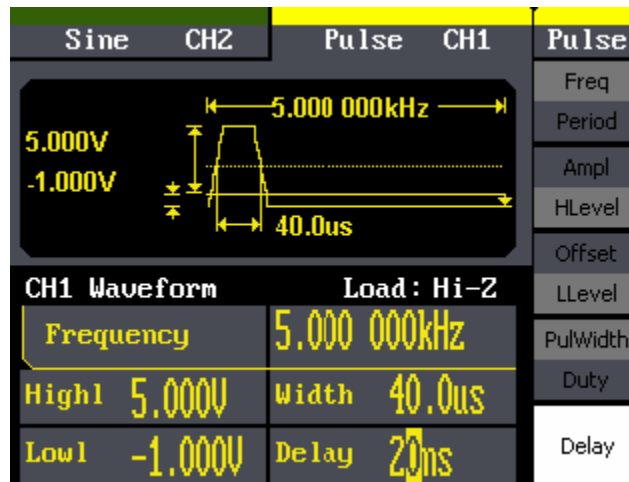 Sine CH2
Pulse CH1
Pulse
5.000 000kHz
5.000V
-1.000V
40.0us
CH1 Waveform Load: Hi-Z
Frequency 5.000 000kHz
Highl 5.000V Width 40.0us
Lowl -1.000V Delay 20ns
Freq
Period
Ampl
HLevel
Offset
LLevel
PulWidth
Duty
Delay